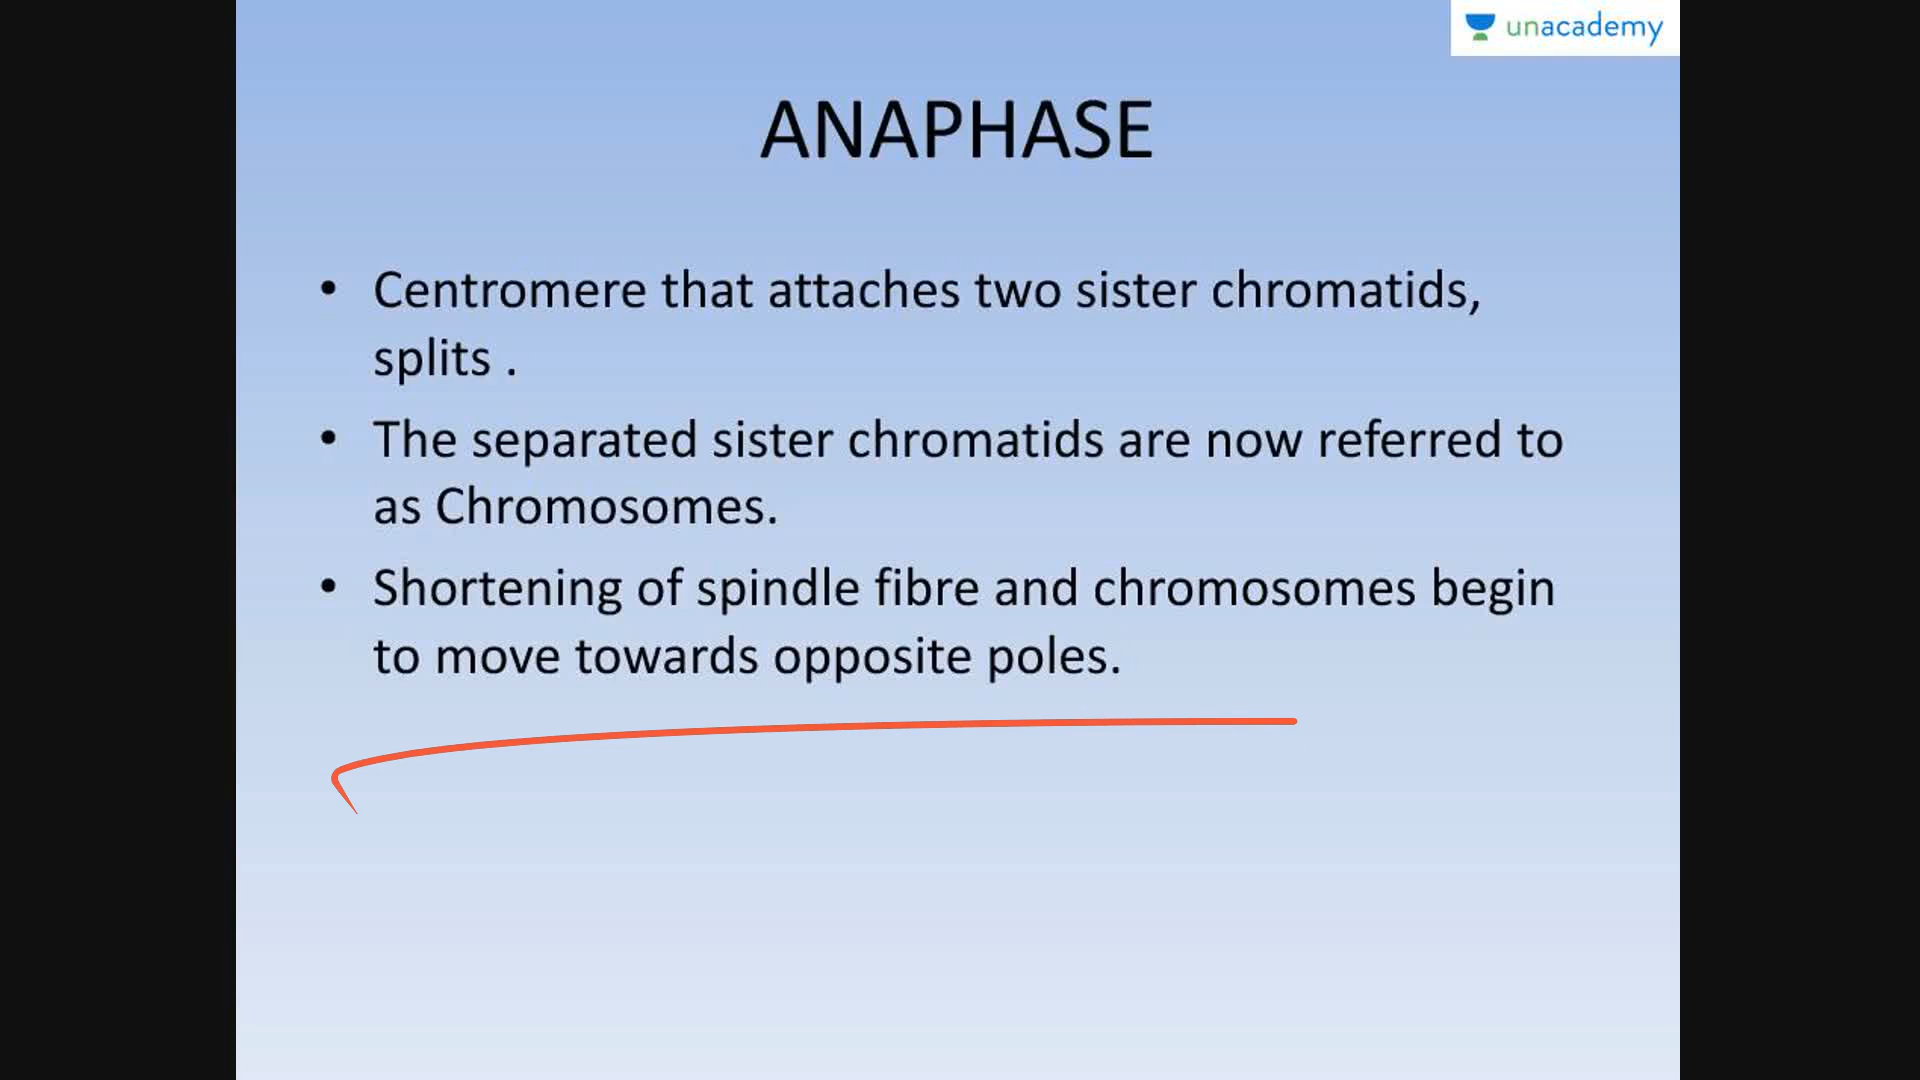 unacademy
ANAPHASE
• Centromere that attaches two sister chromatids,
splits .
• The separated sister chromatids are now referred to
as Chromosomes.
• Shortening of spindle fibre and chromosomes begin
to move towards opposite poles.